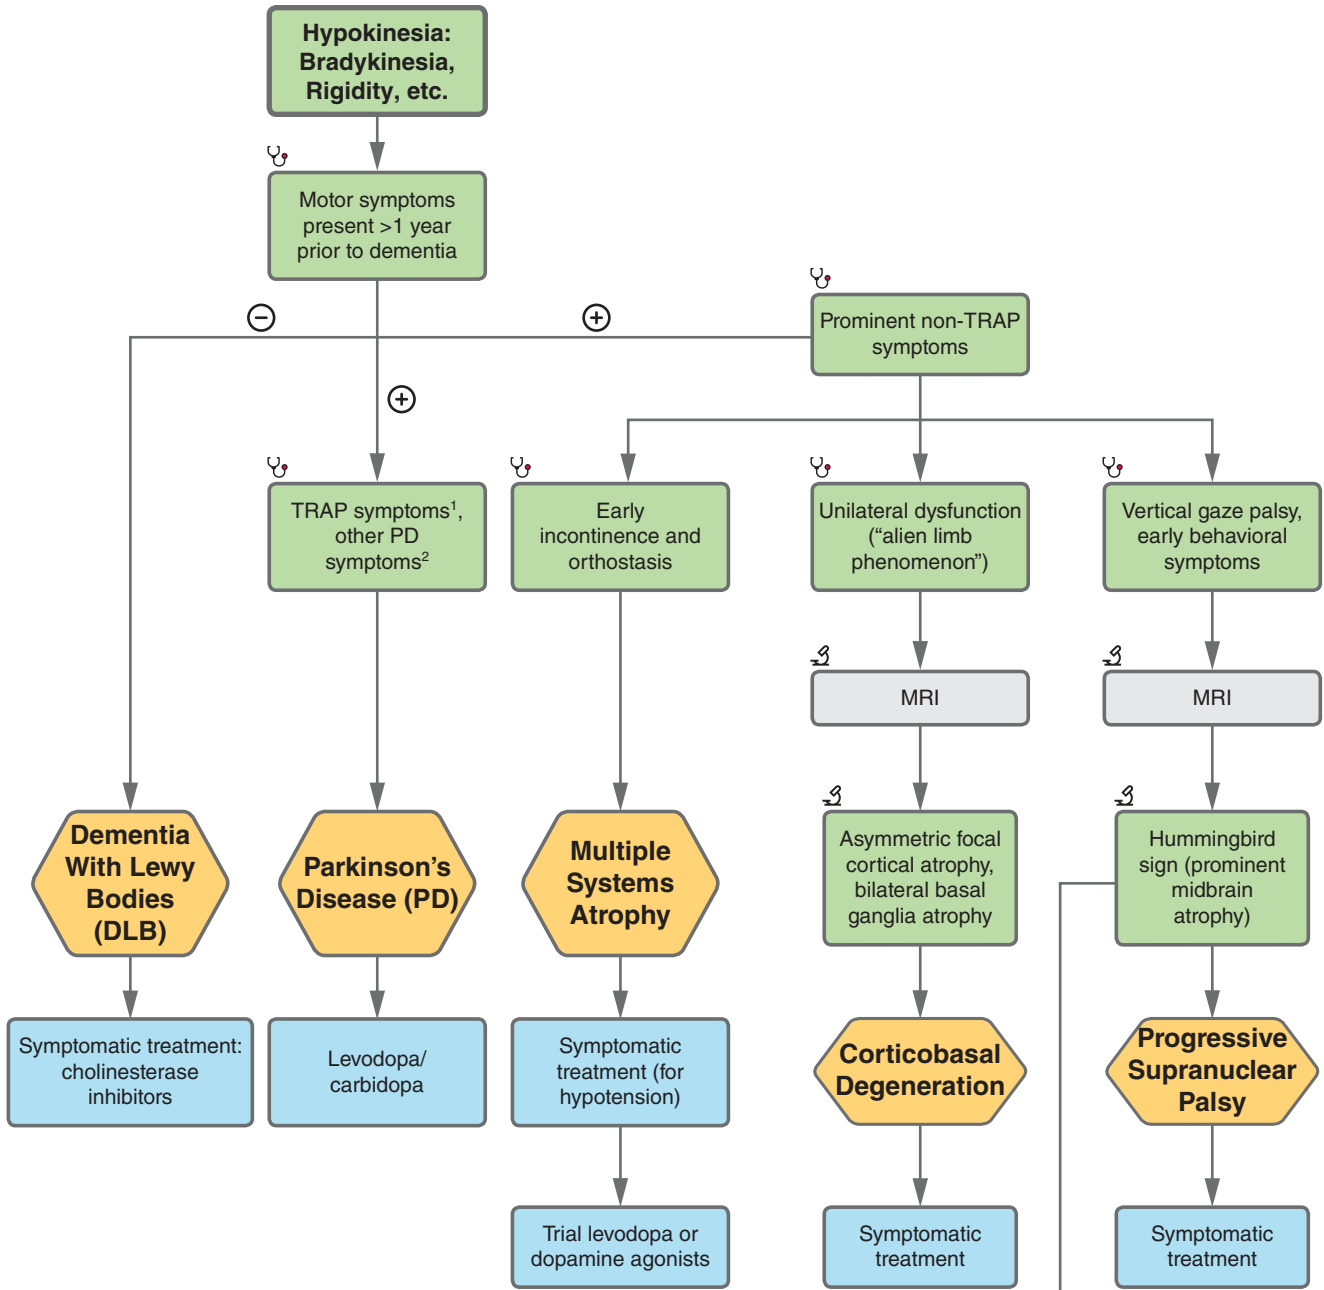 Hypokinesia:
Bradykinesia,
Rigidity, etc.
Motor symptoms
present >1 year
prior to dementia
−
+
Prominent non-TRAP
symptoms
+
TRAP symptoms¹,
other PD
symptoms²
Early
incontinence and
orthostasis
Unilateral dysfunction
(“alien limb
phenomenon”)
Vertical gaze palsy,
early behavioral
symptoms
MRI
MRI
Dementia
With Lewy
Bodies
(DLB)
Parkinson’s
Disease (PD)
Multiple
Systems
Atrophy
Asymmetric focal
cortical atrophy,
bilateral basal
ganglia atrophy
Hummingbird
sign (prominent
midbrain
atrophy)
Symptomatic treatment:
cholinesterase
inhibitors
Levodopa/
carbidopa
Symptomatic
treatment (for
hypotension)
Corticobasal
Degeneration
Progressive
Supranuclear
Palsy
Trial levodopa or
dopamine agonists
Symptomatic
treatment
Symptomatic
treatment